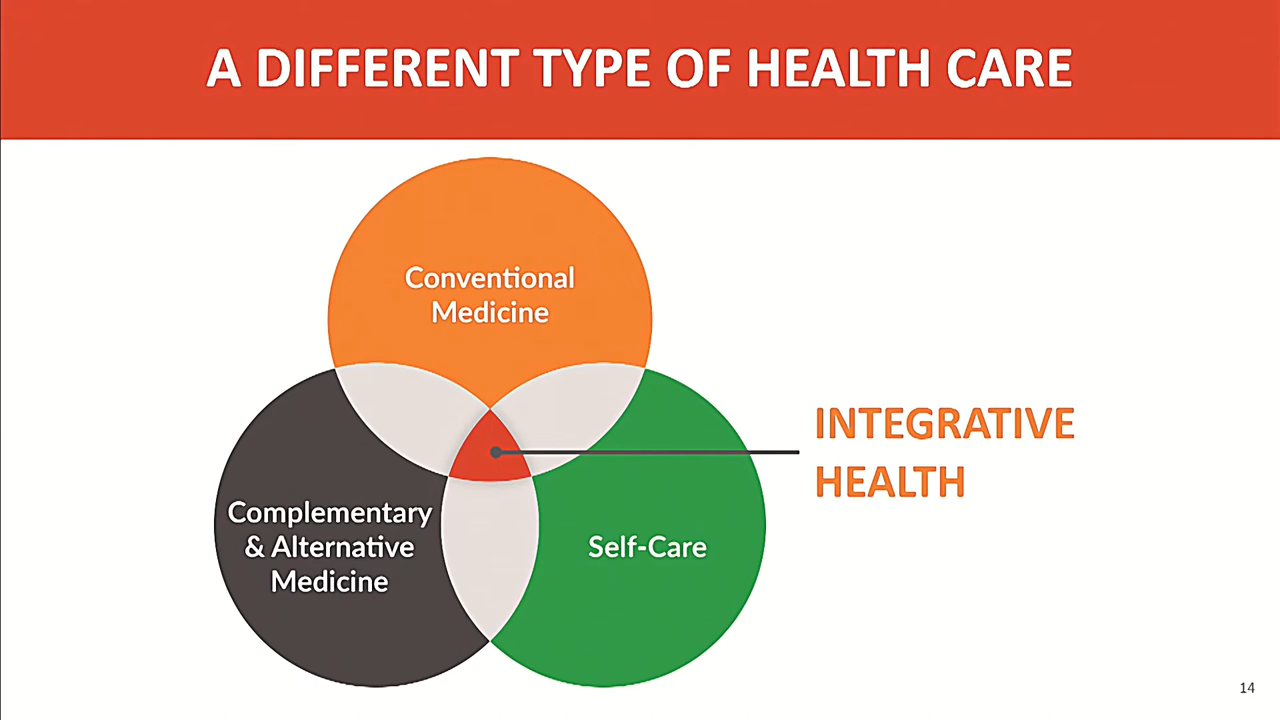 A DIFFERENT TYPE OF HEALTH CARE
Conventional
Medicine
INTEGRATIVE
HEALTH
Complementary
& Alternative
Medicine
Self-Care
14